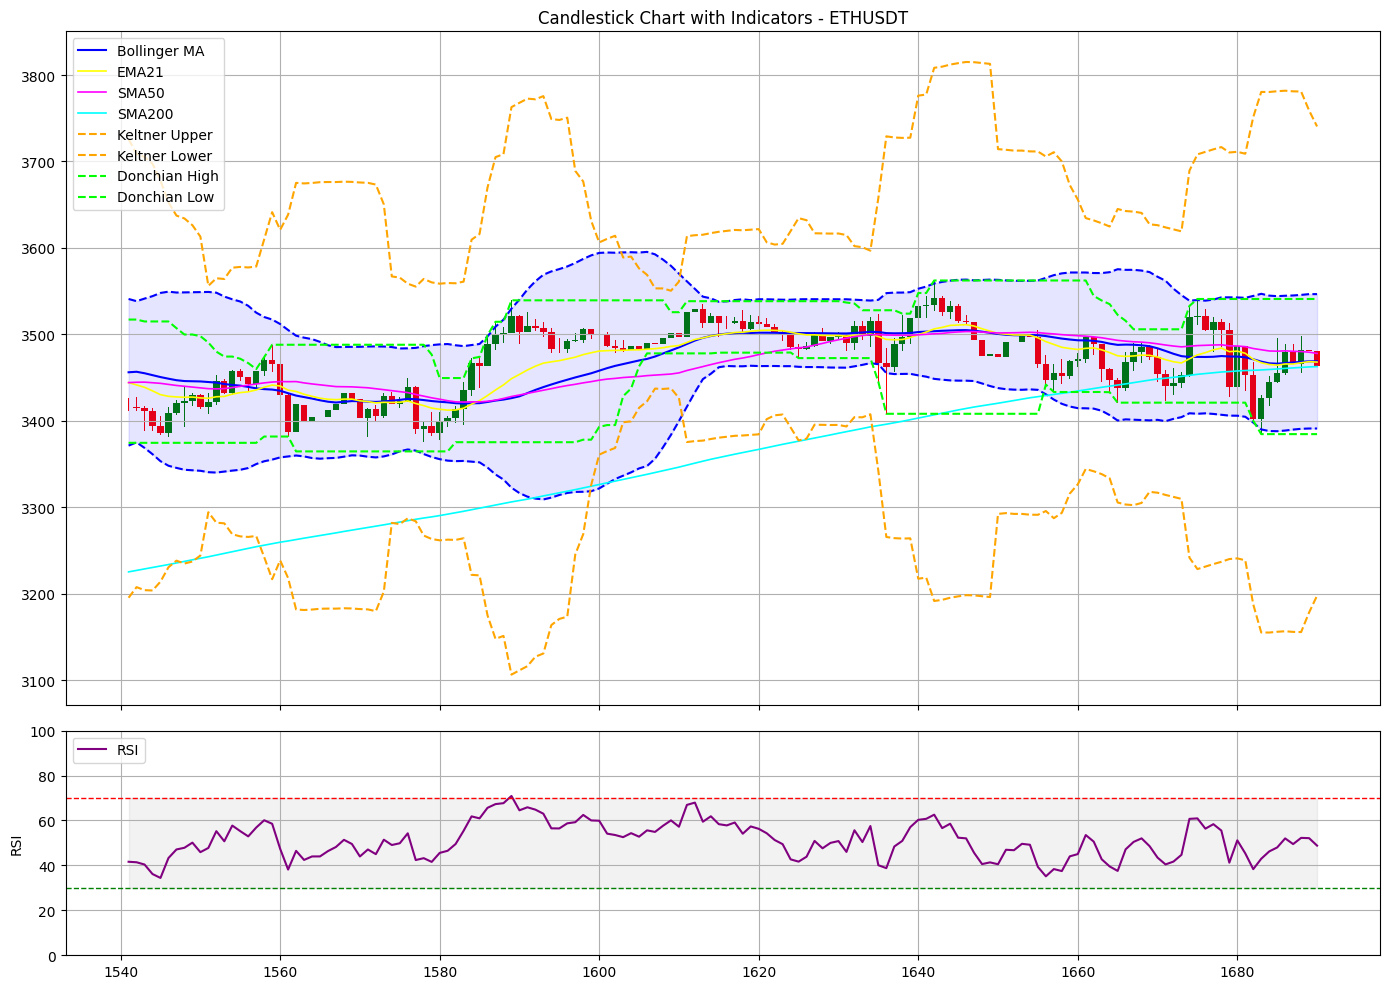 Candlestick Chart with Indicators - ETHUSDT
Bollinger MA
EMA21
SMA50
SMA200
Keltner Upper
Keltner Lower
Donchian High
Donchian Low
3800
3700
3600
3500
3400
3300
3200
3100
RSI
100
80
60
40
20
0
RSI
1540
1560
1580
1600
1620
1640
1660
1680